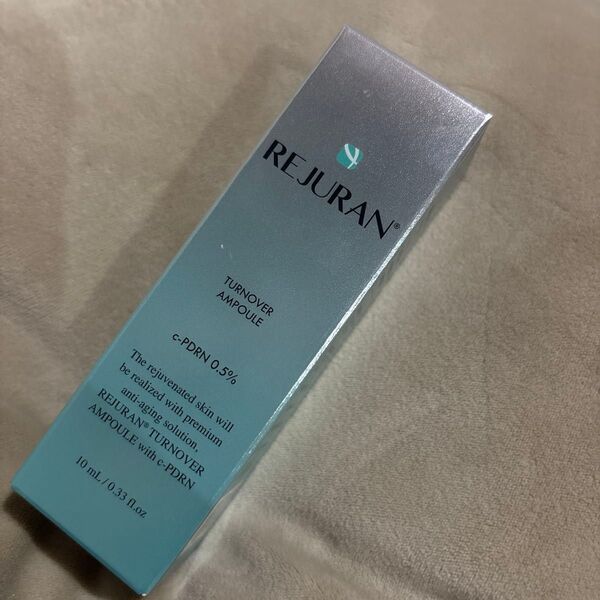 REJURAN®
TURNOVER
AMPOULE
c-PDRN 0.5%
The rejuvenated skin will
be realized with premium
anti-aging solution,
REJURAN® TURNOVER
AMPOULE with c-PDRN
10 mL / 0.33 fl.oz